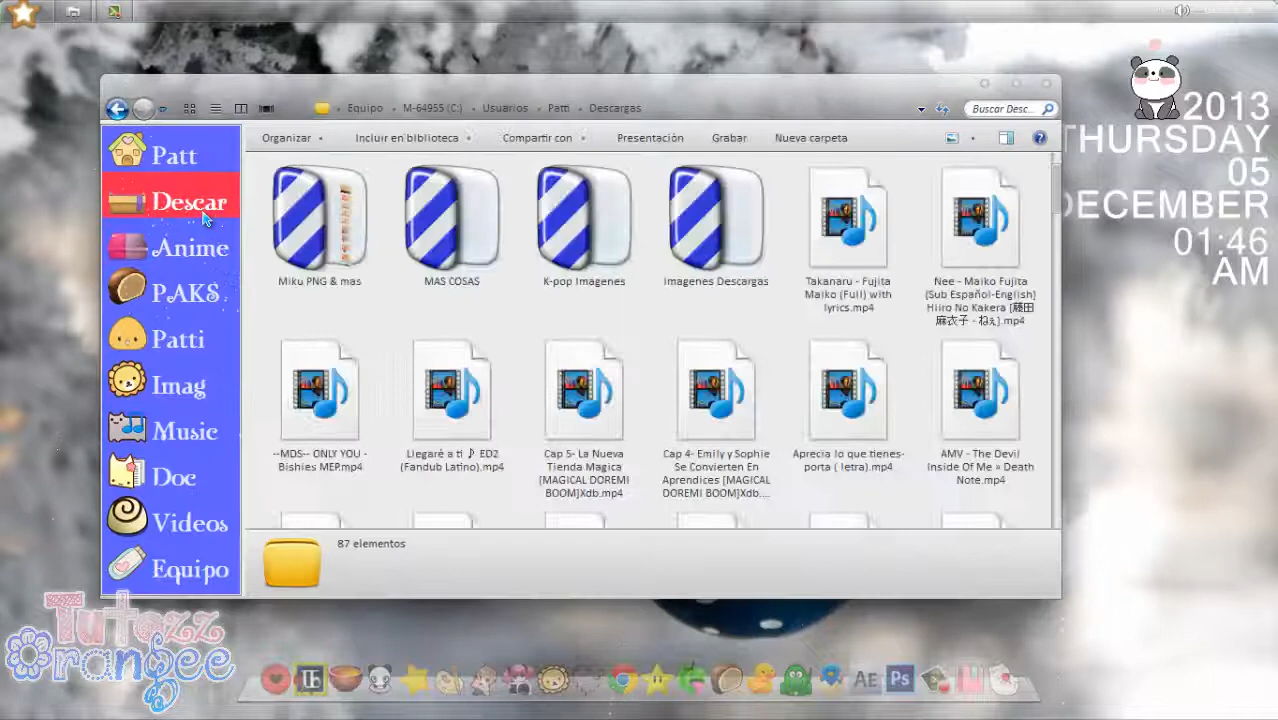 2013
THURSDAY
05
DECEMBER
01:46
AM
Equipo
M-64955 (C:)
Usuarios
Patti
Descargas
Buscar Desc...
Organizar
Incluir en biblioteca
Compartir con
Presentación
Grabar
Nueva carpeta
Patt
Descar
Anime
PAKS
Patti
Imag
Music
Doc
Videos
Equipo
Miku PNG & mas
MAS COSAS
K-pop Imágenes
Imagenes Descargas
Takanaru - Fujita
Maiko (Full) with
lyrics.mp4
Nee - Maiko Fujita
(Sub Español-English)
Hiiro No Kakera [藤田
麻衣子 - ねぇ].mp4
--MDS-- ONLY YOU -
Bishies MEP.mp4
Llegaré a ti ♪ ED2
(Fandub Latino).mp4
Cap 5- La Nueva
Tienda Magica
[MAGICAL DOREMI
BOOM]Xdb.mp4
Cap 4- Emily y Sophie
Se Convierten En
Aprendices [MAGICAL
DOREMI BOOM]Xdb....
Aprecia lo que tienes-
porta ( letra).mp4
AMV - The Devil
Inside Of Me » Death
Note.mp4
87 elementos
Tutozz
Orangee
AE
Ps